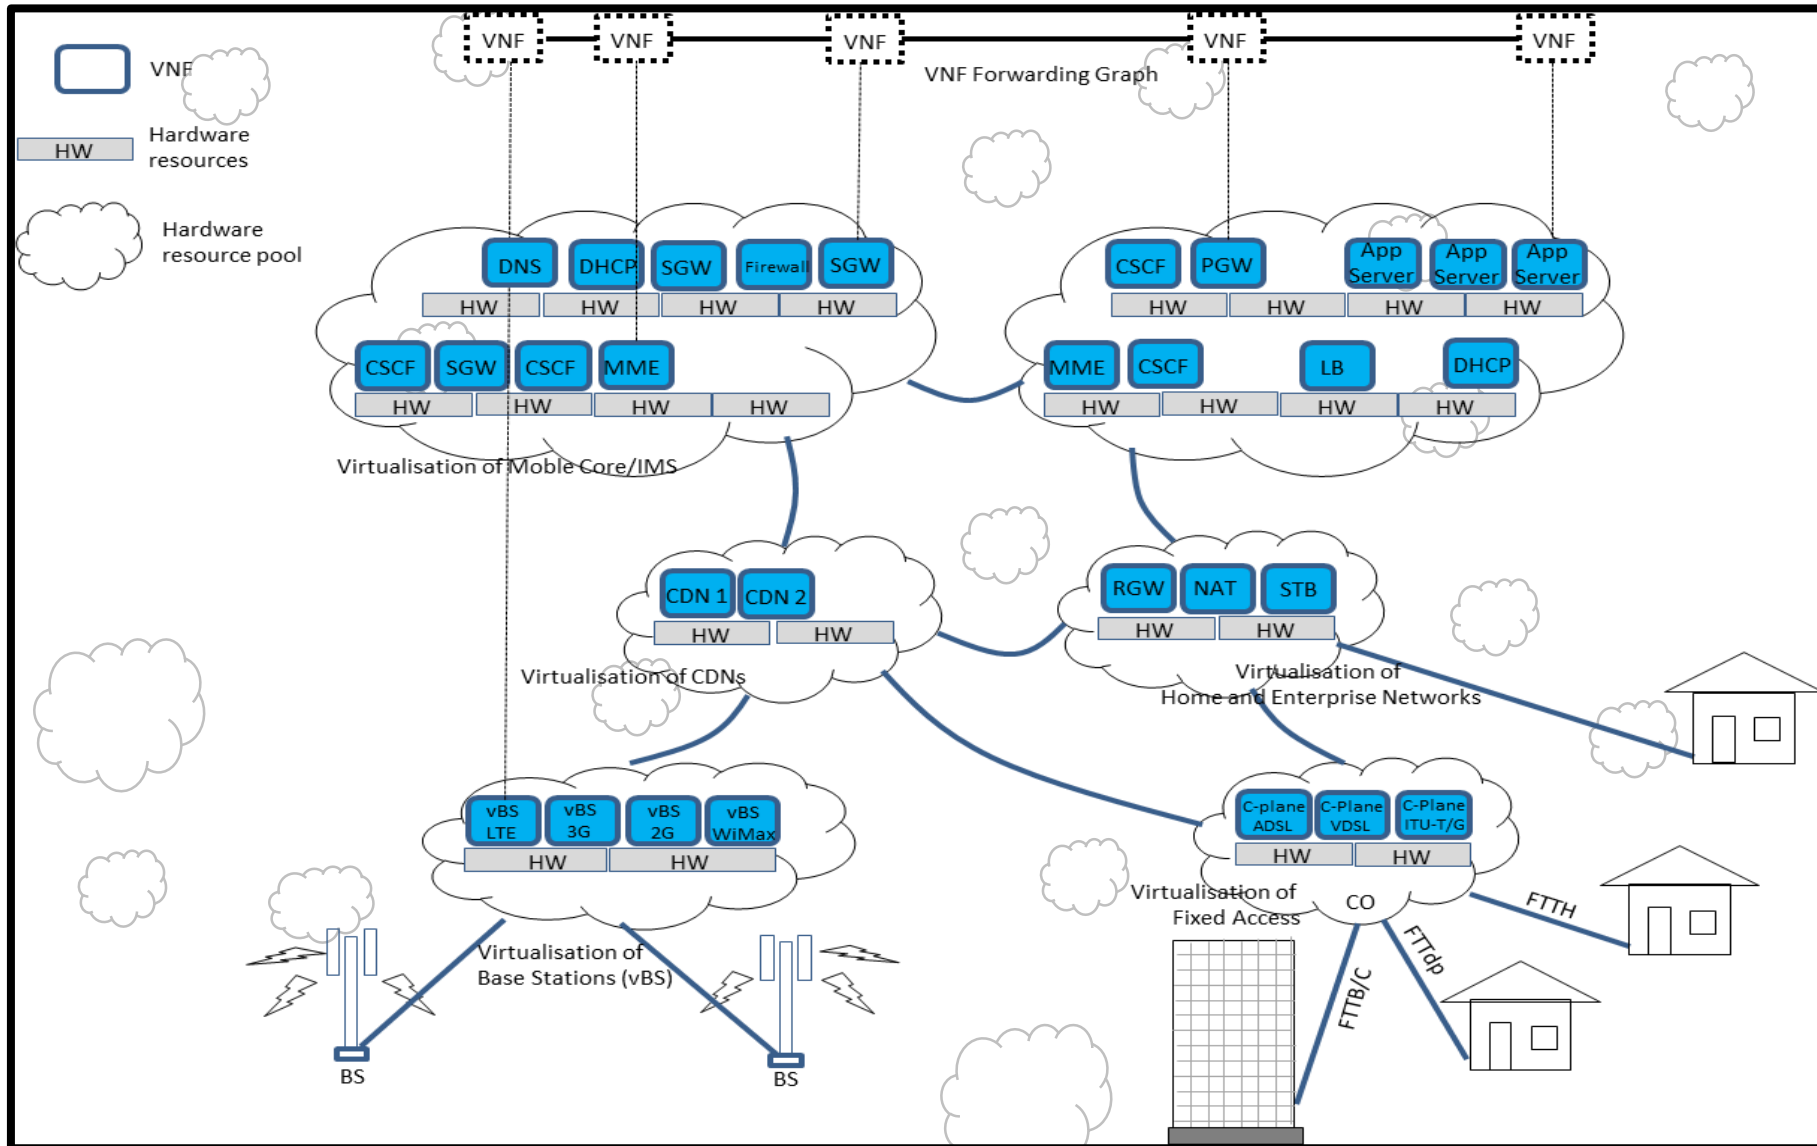 VNF
VNF
VNF
VNF
VNF
VNF Forwarding Graph
VNF
Hardware
resources
HW
Hardware
resource pool
DNS
DHCP
SGW
Firewall
SGW
HW
HW
HW
HW
CSCF
SGW
CSCF
MME
HW
HW
HW
HW
Virtualisation of Moble Core/IMS
CSCF
PGW
App
Server
App
Server
App
Server
HW
HW
HW
HW
MME
CSCF
LB
DHCP
HW
HW
HW
HW
CDN 1
CDN 2
HW
HW
Virtualisation of CDNs
RGW
NAT
STB
HW
HW
Virtualisation of
Home and Enterprise Networks
vBS
LTE
vBS
3G
vBS
2G
vBS
WiMax
HW
HW
Virtualisation of
Base Stations (vBS)
BS
BS
C-plane
ADSL
C-Plane
VDSL
C-Plane
ITU-T/G
HW
HW
CO
Virtualisation of
Fixed Access
FTTH
FTTdp
FTTB/C